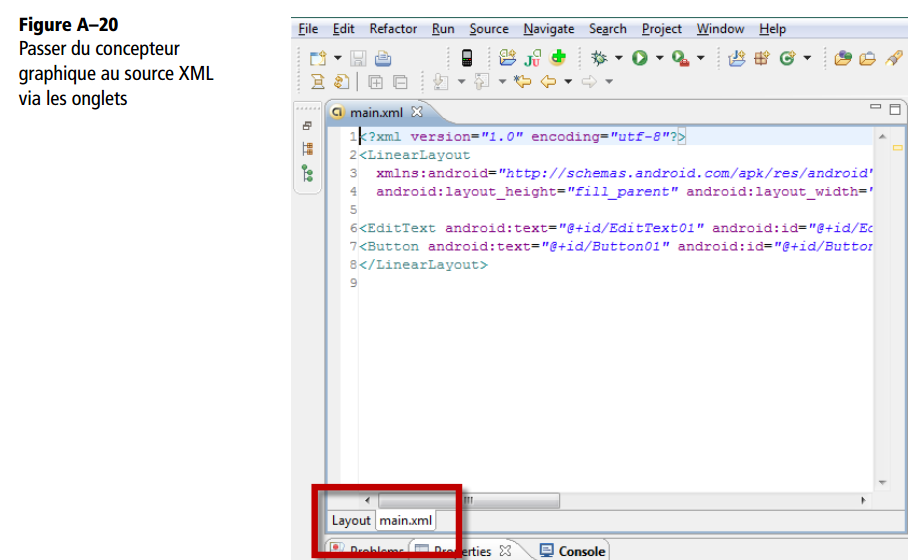 Figure A–20
Passer du concepteur
graphique au source XML
via les onglets
File Edit Refactor Run Source Navigate Search Project Window Help
main.xml
1 <?xml version="1.0" encoding="utf-8"?>
2 <LinearLayout
3 xmlns:android="http://schemas.android.com/apk/res/android"
4 android:layout_height="fill_parent" android:layout_width="
5
6 <EditText android:text="@+id/EditText01" android:id="@+id/Ed
7 <Button android:text="@+id/Button01" android:id="@+id/Button
8 </LinearLayout>
9
Layout main.xml
Problems Properties Console